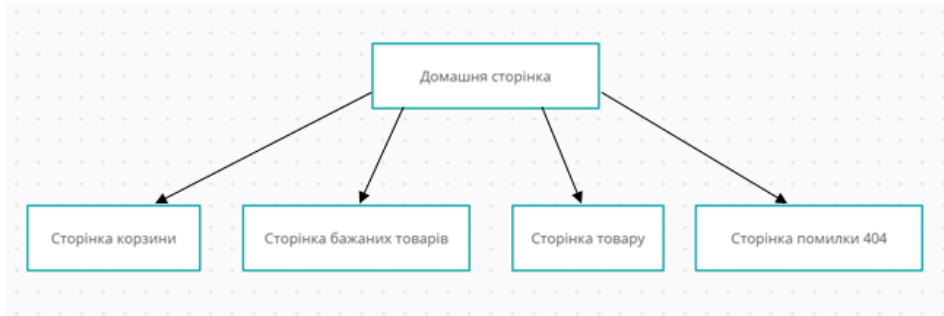 Домашня сторінка
Сторінка корзини
Сторінка бажаних товарів
Сторінка товару
Сторінка помилки 404